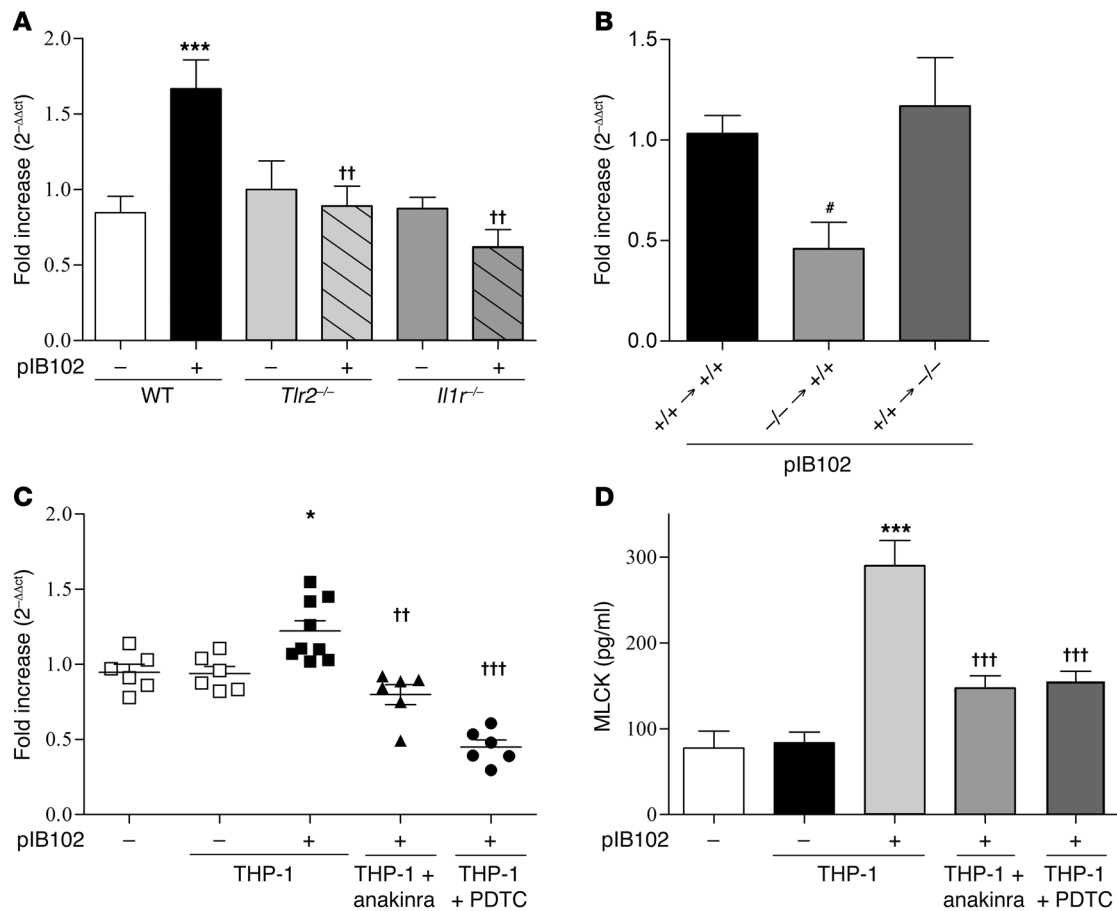 A
Fold increase (2–ΔΔct)
2.0
1.5
1.0
0.5
0.0
***
††
††
pIB102 – + – + – +
WT Tlr2–/– Il1r–/–
B
Fold increase (2–ΔΔct)
1.5
1.0
0.5
0.0
#
+/+ → +/+
–/– → +/+
+/+ → –/–
pIB102
C
Fold increase (2–ΔΔct)
2.0
1.5
1.0
0.5
0.0
*
††
†††
pIB102 – – + + +
THP-1 THP-1 + THP-1
anakinra + PDTC
D
MLCK (pg/ml)
300
200
100
0
***
†††
†††
pIB102 – – + + +
THP-1 THP-1 + THP-1
anakinra + PDTC